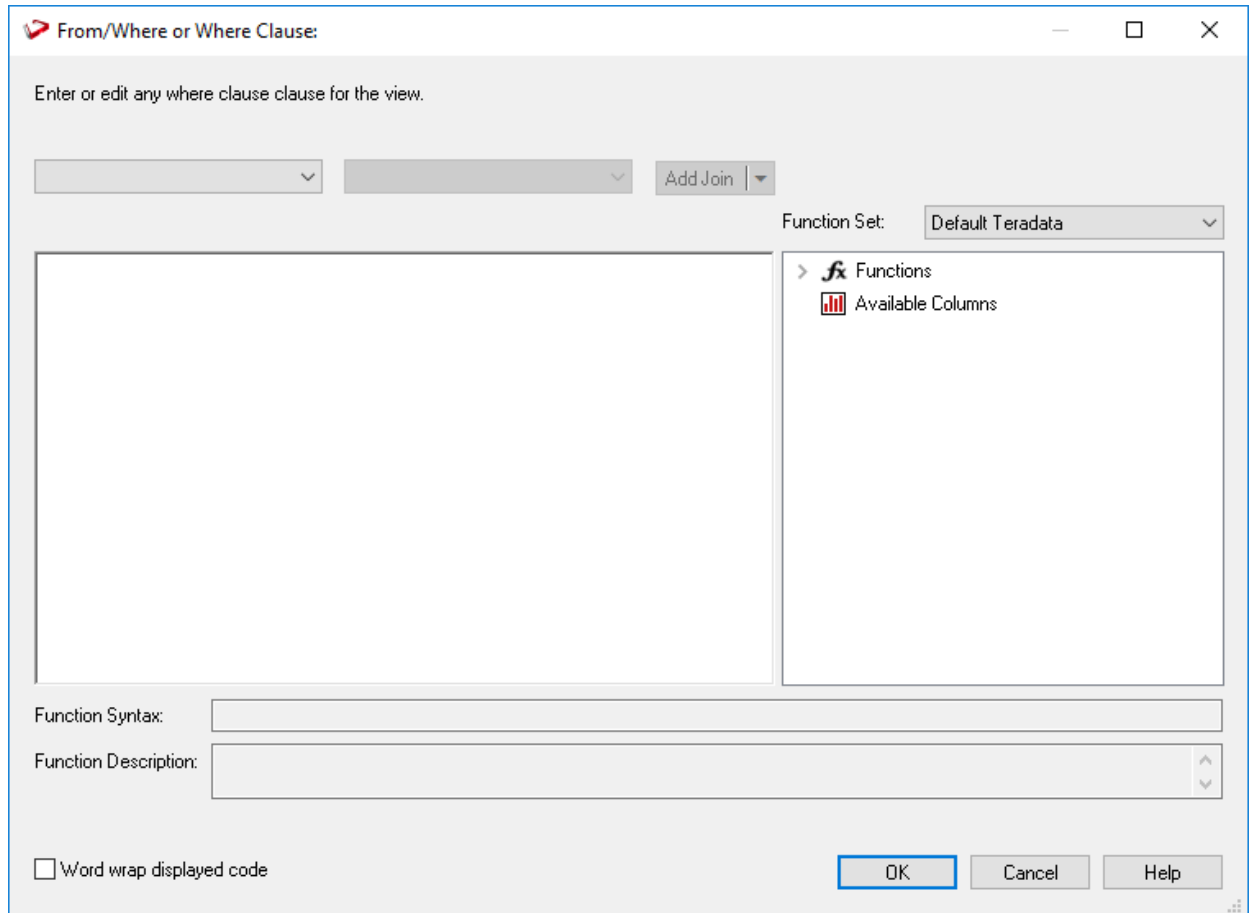 From/Where or Where Clause:
Enter or edit any where clause clause for the view.
Add Join
Function Set: Default Teradata
fx Functions
Available Columns
Function Syntax:
Function Description:
Word wrap displayed code
OK Cancel Help